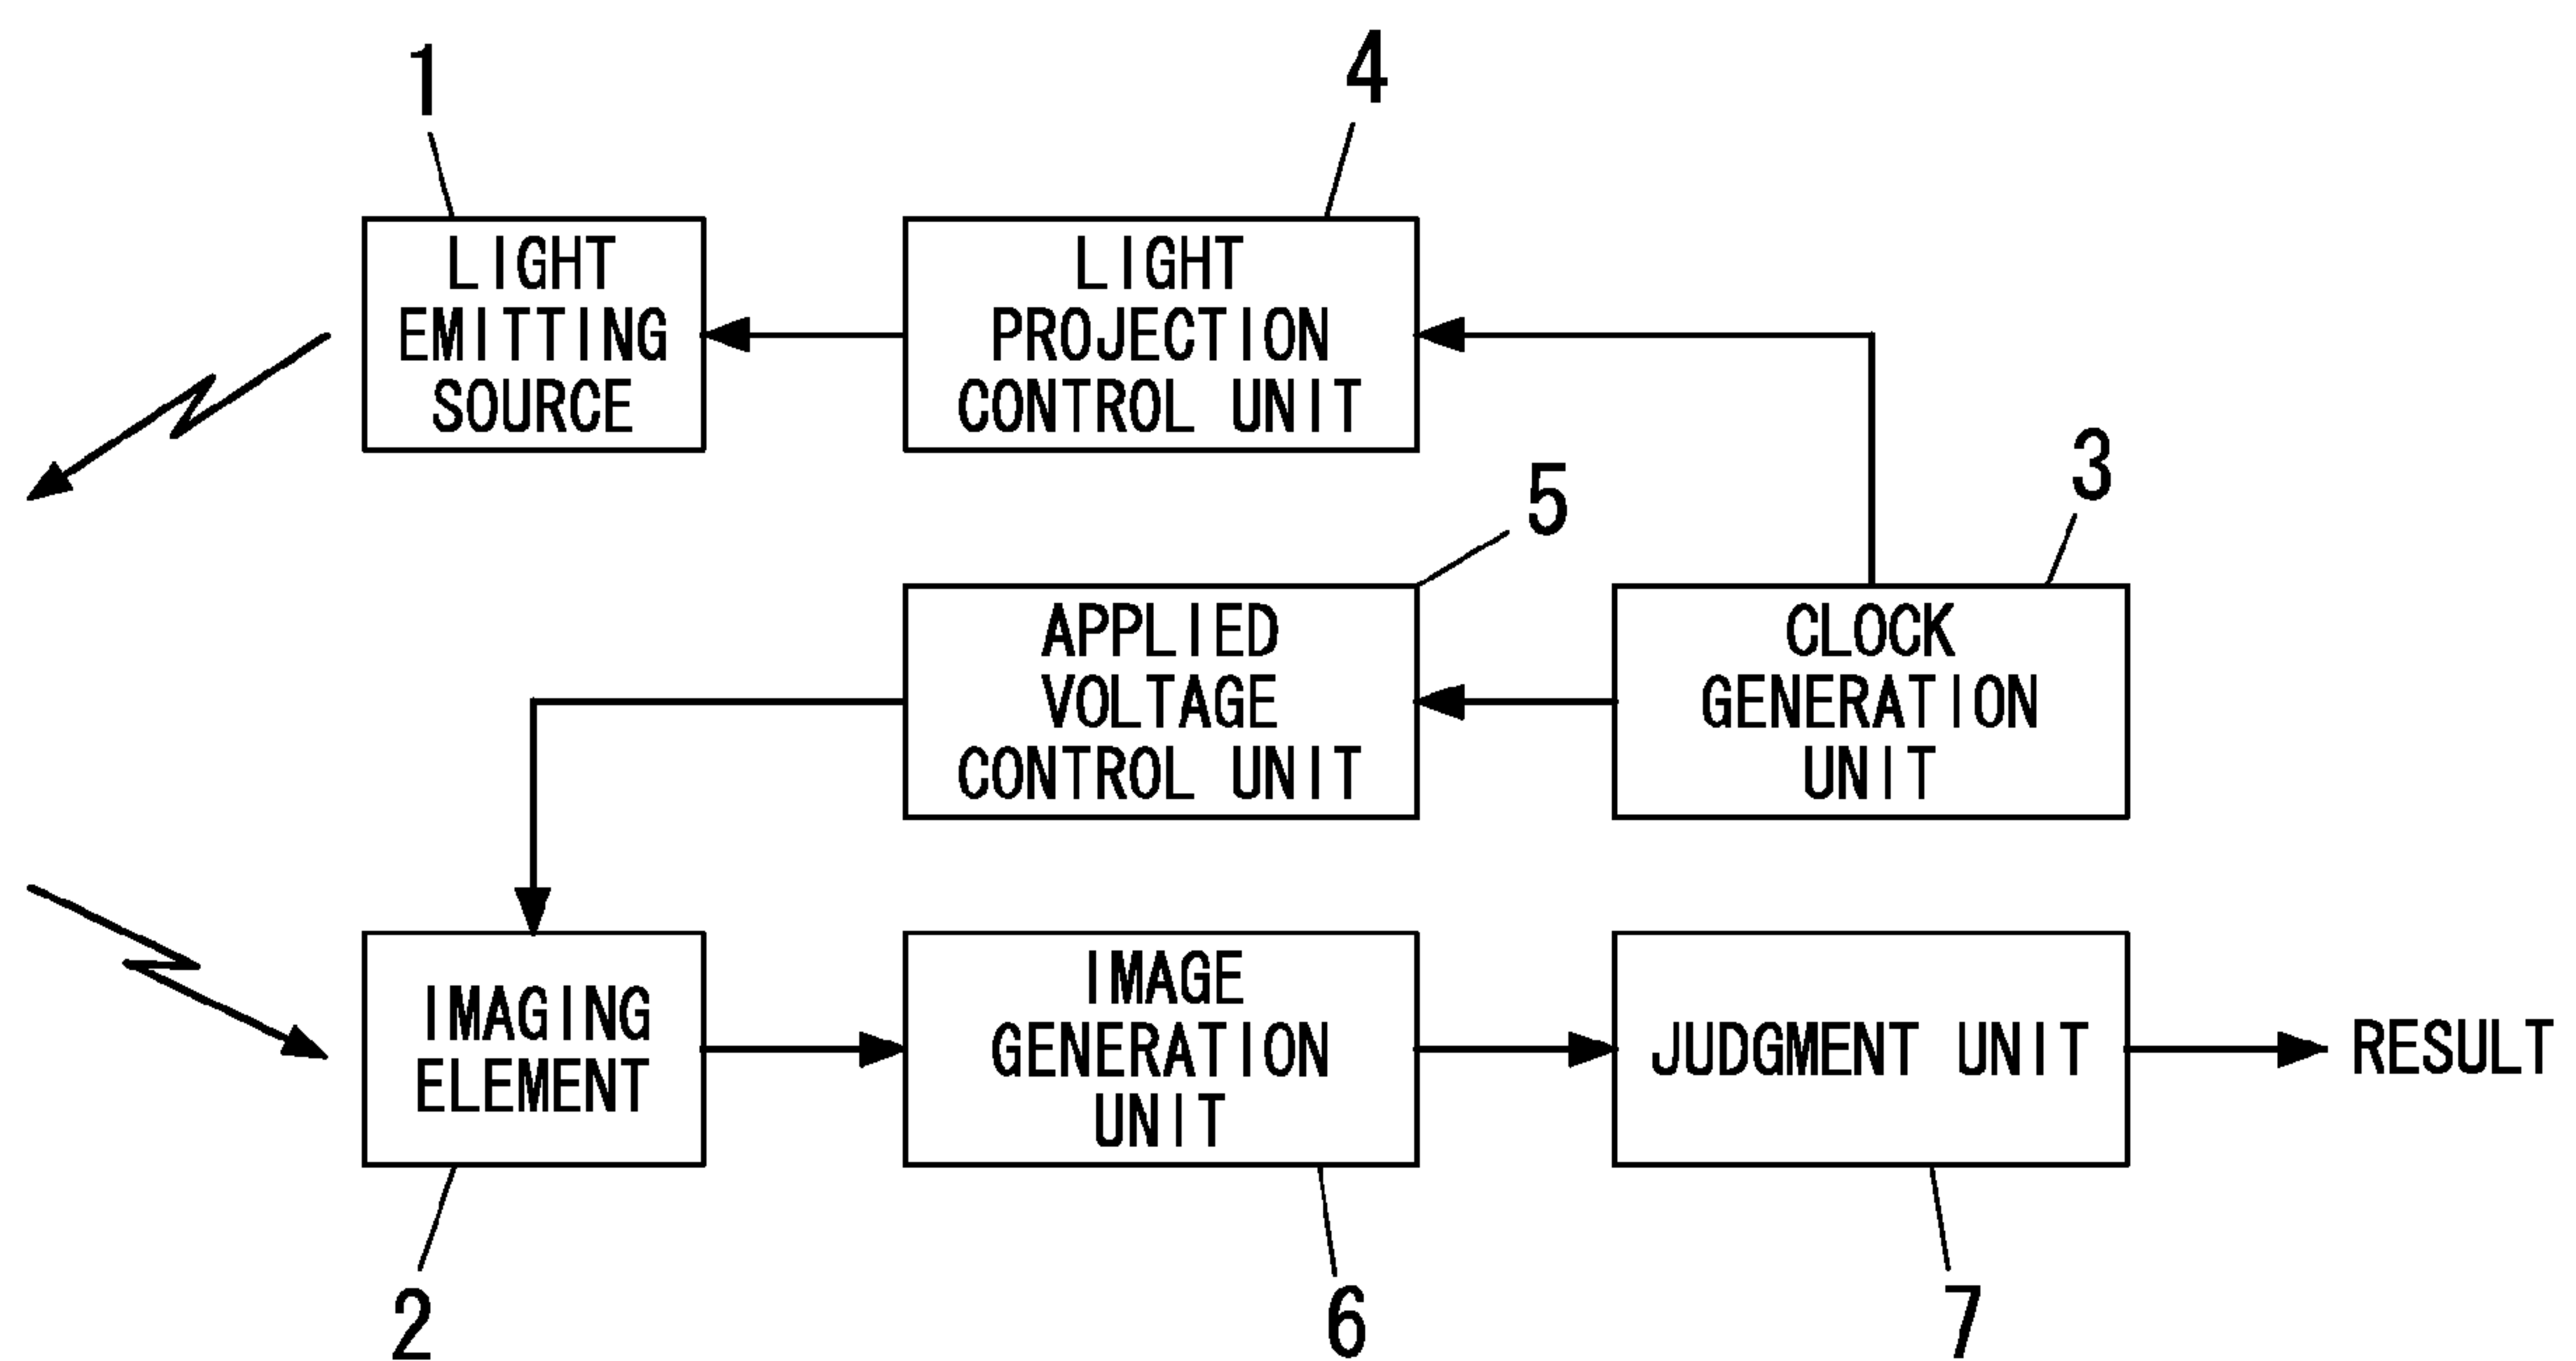 1
4
LIGHT
EMITTING
SOURCE
LIGHT
PROJECTION
CONTROL UNIT
3
5
APPLIED
VOLTAGE
CONTROL UNIT
CLOCK
GENERATION
UNIT
IMAGING
ELEMENT
IMAGE
GENERATION
UNIT
JUDGMENT UNIT
RESULT
2
6
7